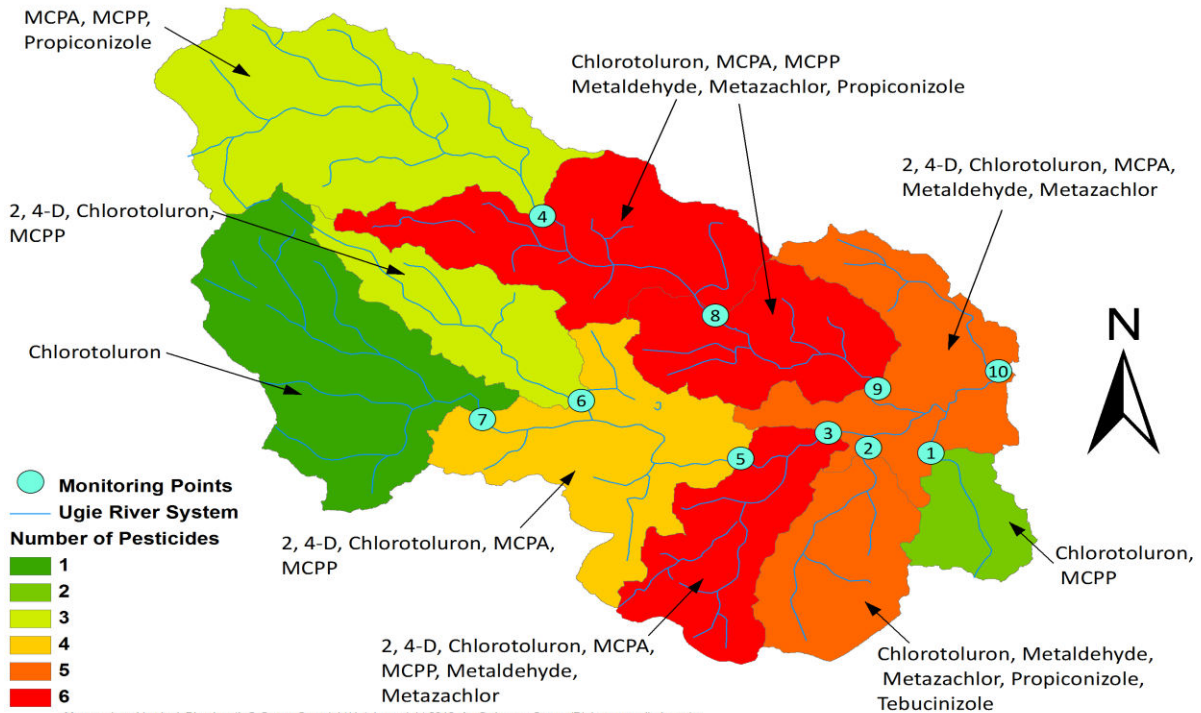 MCPA, MCPP,
Propiconizole
Chlorotoluron, MCPA, MCPP
Metaldehyde, Metazachlor, Propiconizole
2, 4-D, Chlorotoluron, MCPA,
Metaldehyde, Metazachlor
2, 4-D, Chlorotoluron,
MCPP
4
8
N
Chlorotoluron
10
9
6
7
3
2
1
5
Monitoring Points
Ugie River System
Number of Pesticides
1
2
3
4
5
6
2, 4-D, Chlorotoluron, MCPA,
MCPP
Chlorotoluron,
MCPP
2, 4-D, Chlorotoluron, MCPA,
MCPP, Metaldehyde,
Metazachlor
Chlorotoluron, Metaldehyde,
Metazachlor, Propiconizole,
Tebucinizole